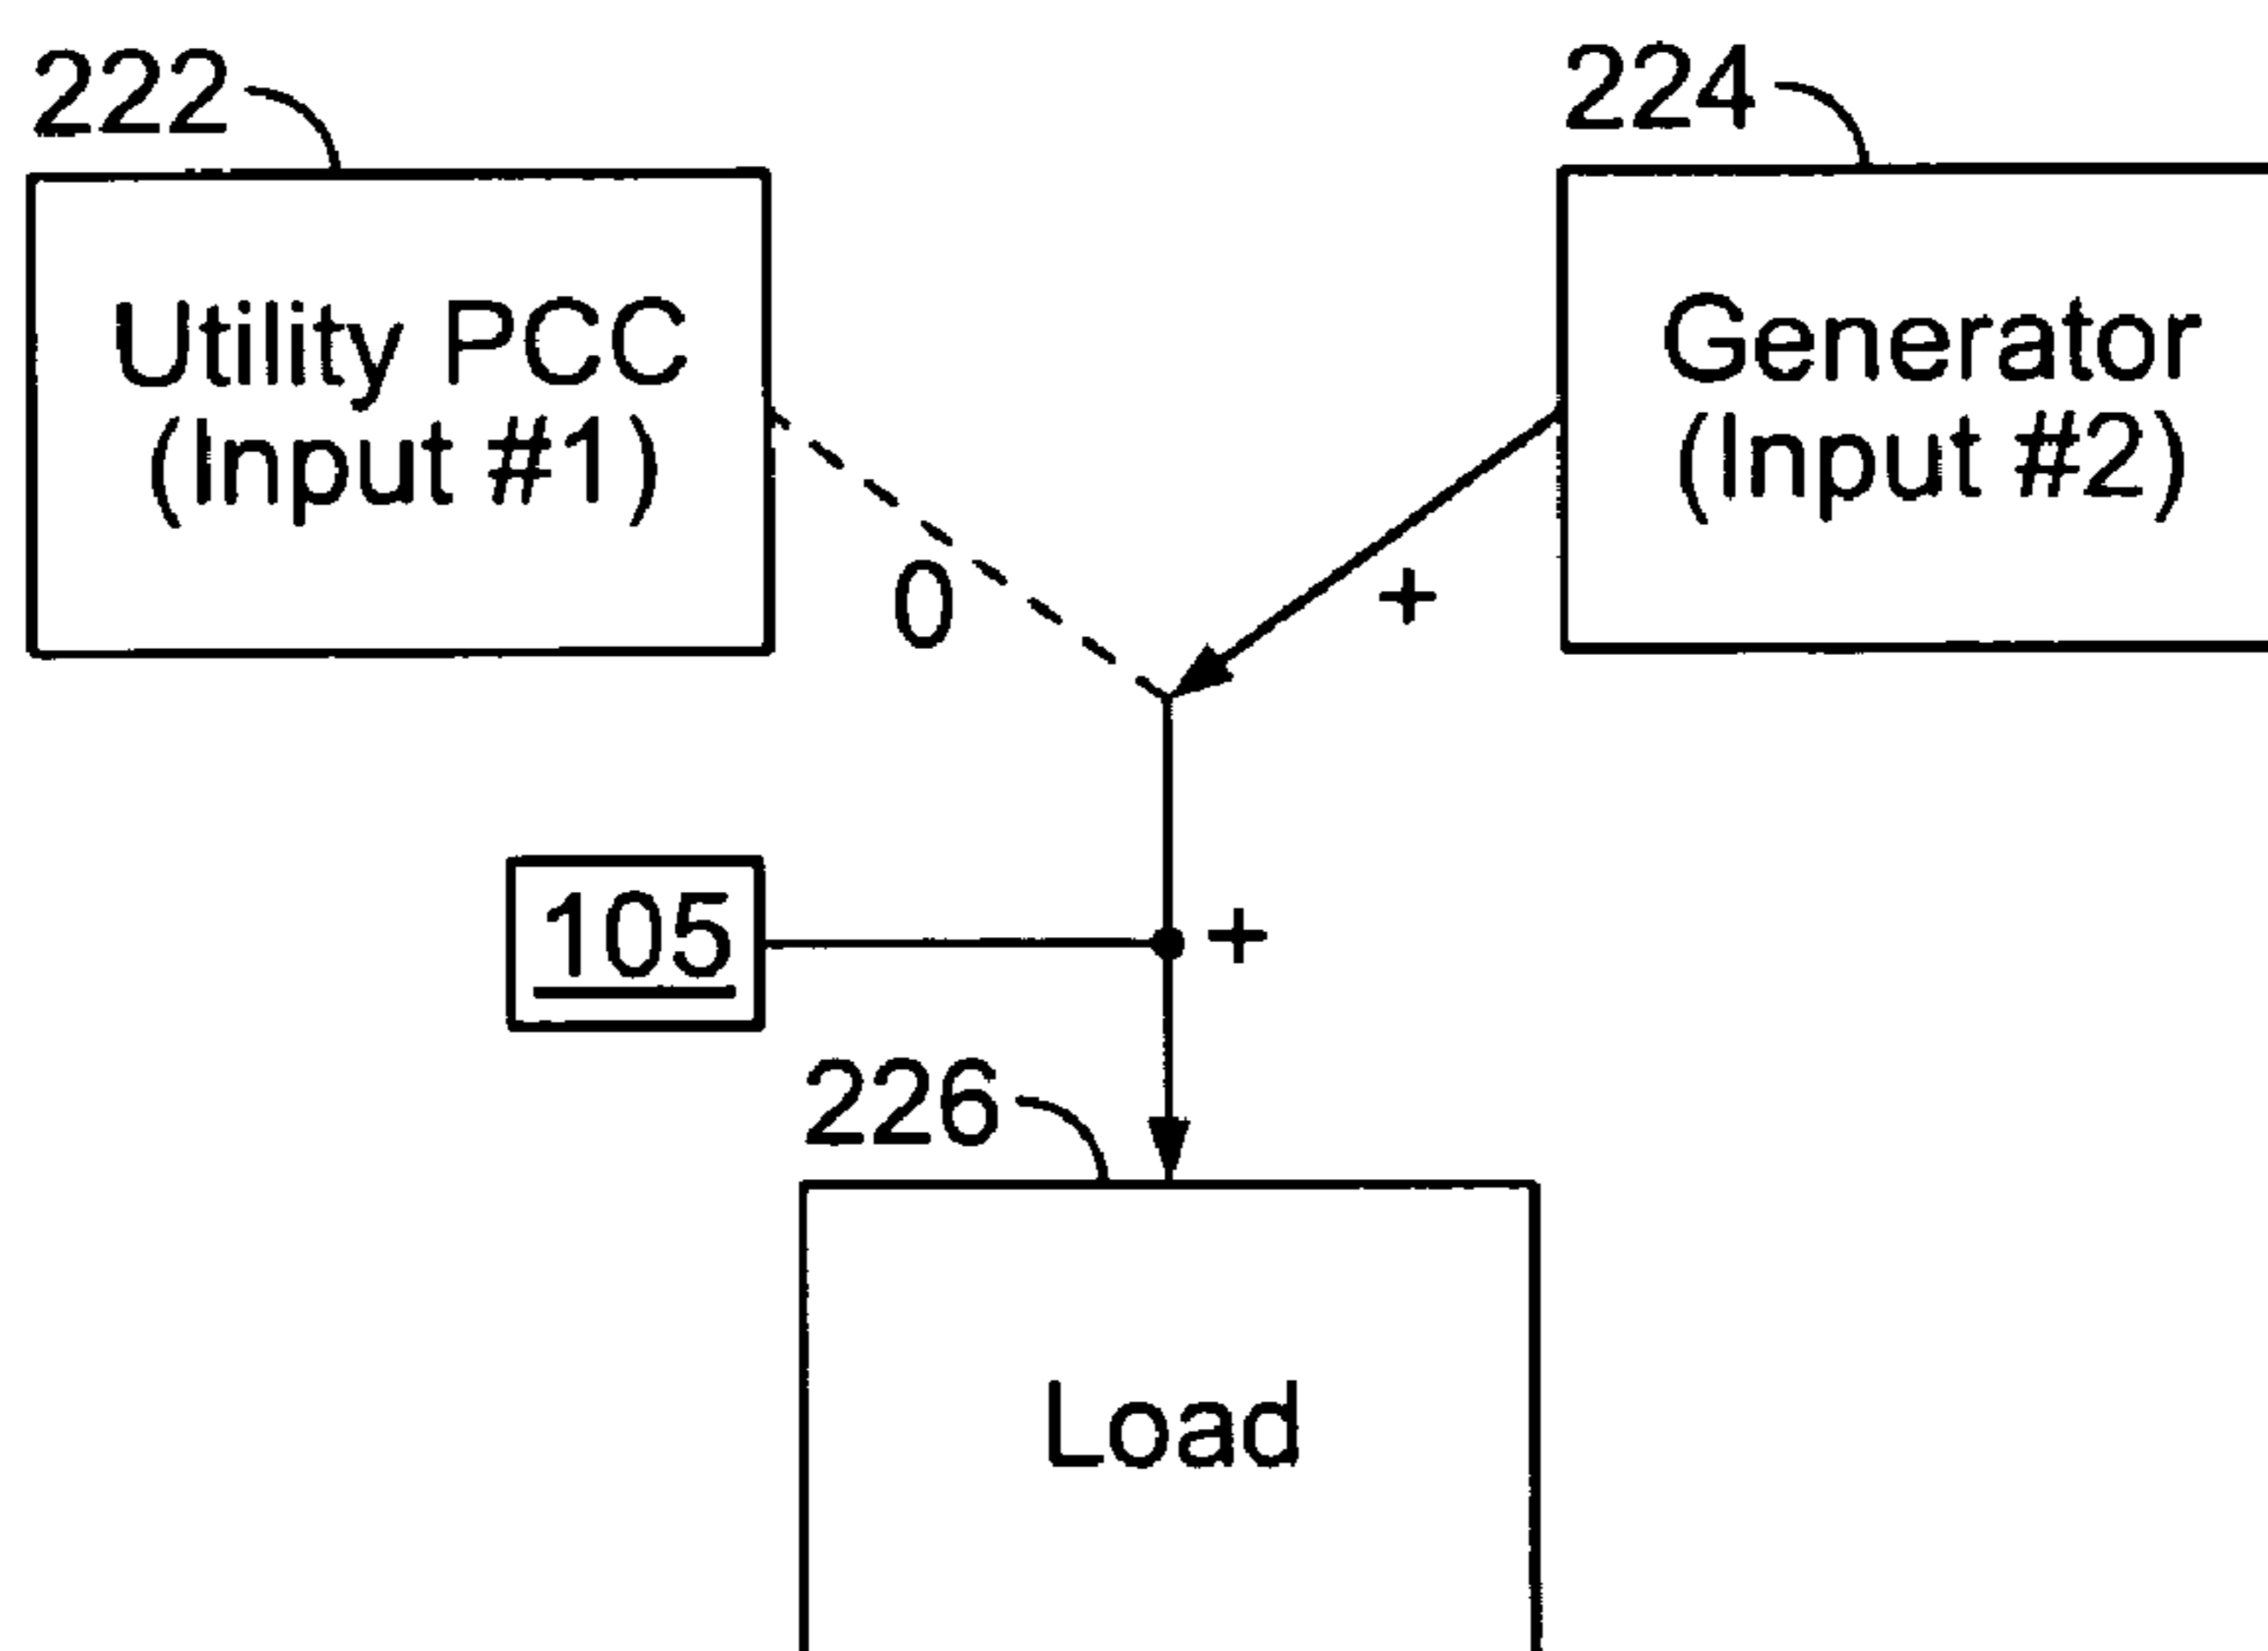 222
224
Utility PCC
(Input #1)
Generator
(Input #2)
0
+
105
+
226
Load